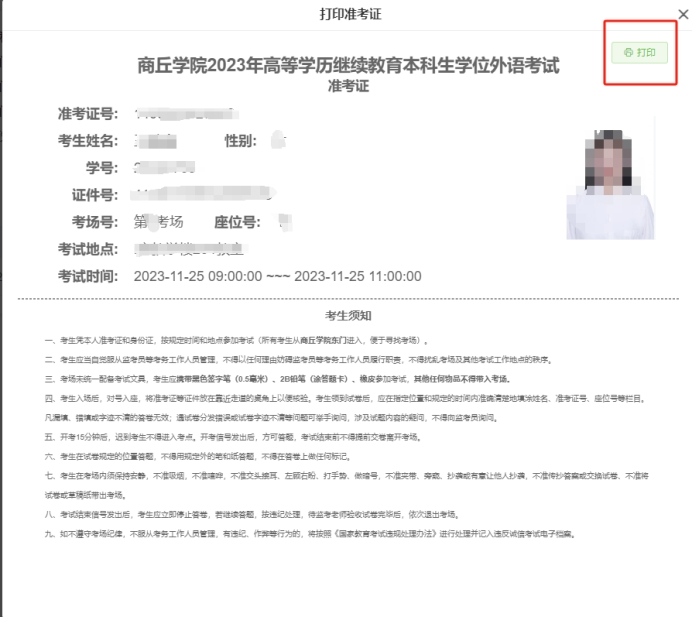 打印准考证
打印
商丘学院2023年高等学历继续教育本科生学位外语考试
准考证
准考证号:
考生姓名: 性别:
学号:
证件号:
考场号: 第 考场 座位号:
考试地点:
考试时间: 2023-11-25 09:00:00 ~~~ 2023-11-25 11:00:00
考生须知
一、考生凭本人准考证和身份证，按规定时间和地点参加考试（所有考生从商丘学院东门进入，便于寻找考场）。
二、考生应当自觉服从监考员等考务工作人员管理，不得以任何理由妨碍监考员等考务工作人员履行职责，不得扰乱考场及其他考试工作地点的秩序。
三、考场未统一配备考试文具，考生应携带黑色签字笔（0.5毫米）、2B铅笔（涂答题卡）、橡皮参加考试，其他任何物品不得带入考场。
四、考生入场后，对号入座，将准考证等证件放在靠近走道的桌角上以便核验。考生领到试卷后，应在指定位置和规定的时间内准确清楚地填涂姓名、准考证号、座位号等栏目。
凡漏填、错填或字迹不清的答卷无效；遇试卷分发错误或试卷字迹不清等问题可举手询问，涉及试题内容的疑问，不得向监考员询问。
五、开考15分钟后，迟到考生不得进入考点。开考信号发出后，方可答题，考试结束前不得提前交卷离开考场。
六、考生在试卷规定的位置答题，不得用规定外的笔和纸答题，不得在答卷上做任何标记。
七、考生在考场内须保持安静，不准吸烟，不准喧哗，不准交头接耳、左顾右盼、打手势、做暗号，不准夹带、旁窥、抄袭或有意让他人抄袭，不准传抄答案或交换试卷、不准将
试卷或草稿纸带出考场。
八、考试结束信号发出后，考生应立即停止答卷，若继续答题，按违纪处理，待监考老师验收试卷完毕后，依次退出考场。
九、如不遵守考场纪律，不服从考务工作人员管理，有违纪、作弊等行为的，将按照《国家教育考试违规处理办法》进行处理并记入违反诚信考试电子档案。